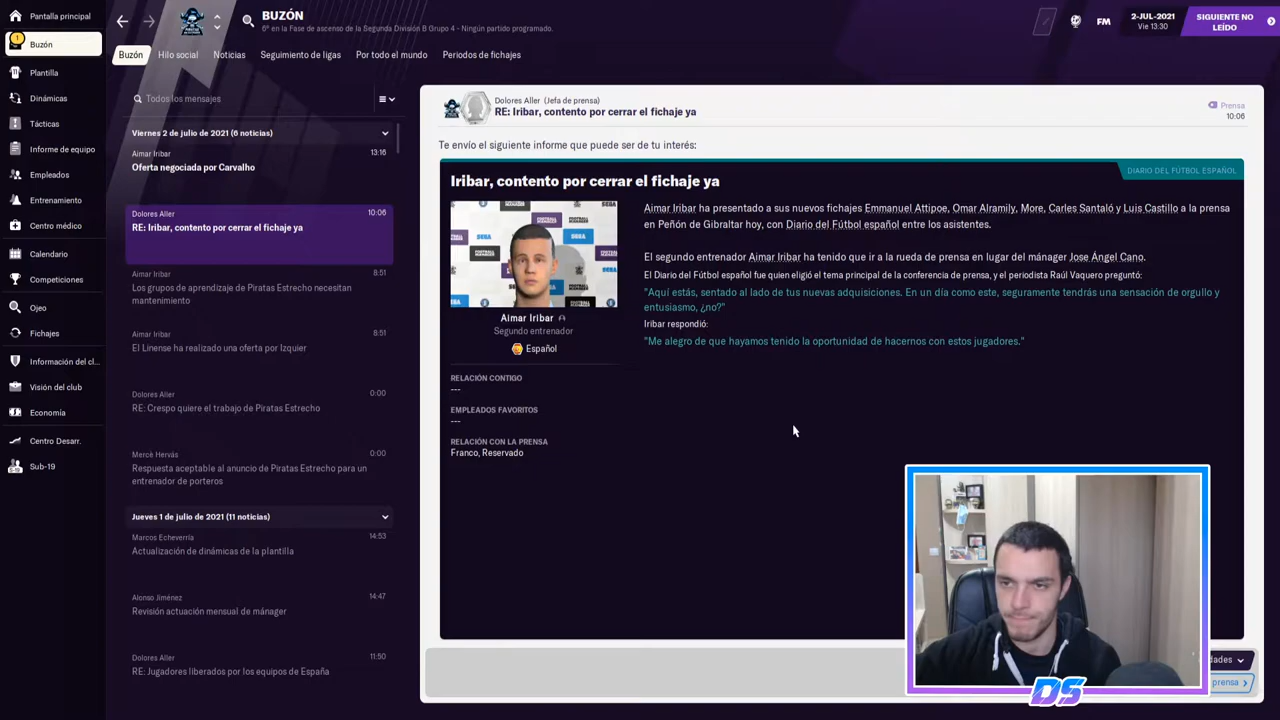 Pantalla principal
1
Buzón
Plantilla
Dinámicas
Tácticas
Informe de equipo
Empleados
Entrenamiento
Centro médico
Calendario
Competiciones
Ojeo
Fichajes
Información del cl...
Visión del club
Economía
Centro Desarr.
Sub-19
BUZÓN
6º en la Fase de ascenso de la Segunda División B Grupo 4 - Ningún partido programado.
FM
2-JUL-2021
Vie 13:30
SIGUIENTE NO
LEÍDO
Buzón Hilo social Noticias Seguimiento de ligas Por todo el mundo Periodos de fichajes
Todos los mensajes
Viernes 2 de julio de 2021 (6 noticias)
Aimar Iribar 13:16
Oferta negociada por Carvalho
Dolores Aller 10:06
RE: Iribar, contento por cerrar el fichaje ya
Aimar Iribar 8:51
Los grupos de aprendizaje de Piratas Estrecho necesitan
mantenimiento
Aimar Iribar 8:51
El Linense ha realizado una oferta por Izquier
Dolores Aller 0:00
RE: Crespo quiere el trabajo de Piratas Estrecho
Mercè Hervás 0:00
Respuesta aceptable al anuncio de Piratas Estrecho para un
entrenador de porteros
Jueves 1 de julio de 2021 (11 noticias)
Marcos Echeverría 14:53
Actualización de dinámicas de la plantilla
Alonso Jiménez 14:47
Revisión actuación mensual de mánager
Dolores Aller 11:50
RE: Jugadores liberados por los equipos de España
Dolores Aller (Jefa de prensa)
RE: Iribar, contento por cerrar el fichaje ya
Prensa
10:06
Te envío el siguiente informe que puede ser de tu interés:
DIARIO DEL FÚTBOL ESPAÑOL
Iribar, contento por cerrar el fichaje ya
Aimar Iribar
Segundo entrenador
Español
RELACIÓN CONTIGO
---
EMPLEADOS FAVORITOS
---
RELACIÓN CON LA PRENSA
Franco, Reservado
Aimar Iribar ha presentado a sus nuevos fichajes Emmanuel Attipoe, Omar Alramily, More, Carles Santaló y Luis Castillo a la prensa
en Peñón de Gibraltar hoy, con Diario del Fútbol español entre los asistentes.
El segundo entrenador Aimar Iribar ha tenido que ir a la rueda de prensa en lugar del mánager Jose Ángel Cano.
El Diario del Fútbol español fue quien eligió el tema principal de la conferencia de prensa, y el periodista Raúl Vaquero preguntó:
"Aquí estás, sentado al lado de tus nuevas adquisiciones. En un día como este, seguramente tendrás una sensación de orgullo y
entusiasmo, ¿no?"
Iribar respondió:
"Me alegro de que hayamos tenido la oportunidad de hacernos con estos jugadores."
dades
prensa
DS